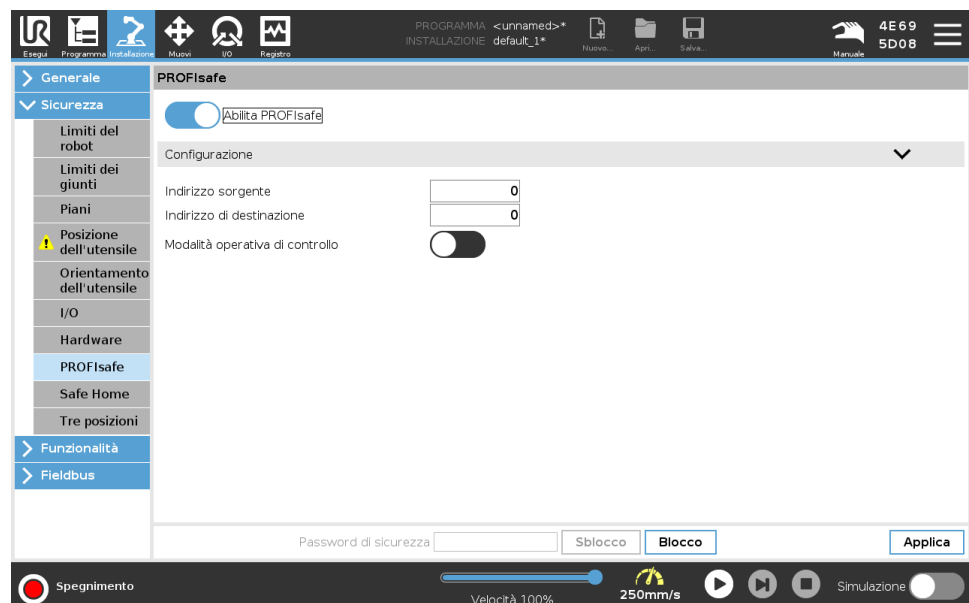 PROGRAMMA <unnamed>*
INSTALLAZIONE default_1*
UR
Esegui Programma Installazione Muovi I/O Registro
Nuovo... Apri... Salva...
Manuale
4E69
5D08
Generale
Sicurezza
Limiti del
robot
Limiti dei
giunti
Piani
Posizione
dell'utensile
Orientamento
dell'utensile
I/O
Hardware
PROFIsafe
Safe Home
Tre posizioni
Funzionalità
Fieldbus
PROFIsafe
Abilita PROFIsafe
Configurazione
Indirizzo sorgente 0
Indirizzo di destinazione 0
Modalità operativa di controllo
Password di sicurezza Sblocco Blocco Applica
Spegnimento
Velocità 100%
250mm/s
Simulazione